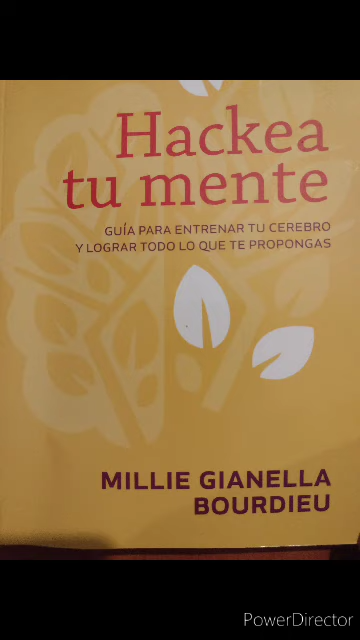 Hackea
tu mente
GUÍA PARA ENTRENAR TU CEREBRO
Y LOGRAR TODO LO QUE TE PROPONGAS
MILLIE GIANELLA
BOURDIEU
PowerDirector